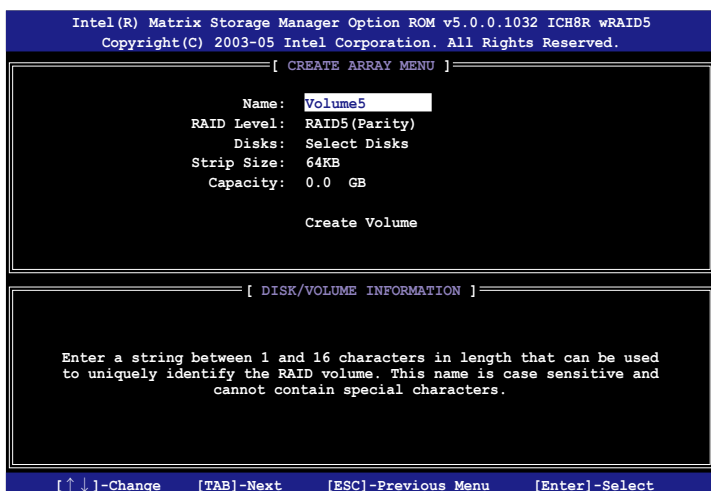 Intel(R) Matrix Storage Manager Option ROM v5.0.0.1032 ICH8R wRAID5
Copyright(C) 2003-05 Intel Corporation. All Rights Reserved.
[ CREATE ARRAY MENU ]
Name: Volume5
RAID Level: RAID5(Parity)
Disks: Select Disks
Strip Size: 64KB
Capacity: 0.0 GB
Create Volume
[ DISK/VOLUME INFORMATION ]
Enter a string between 1 and 16 characters in length that can be used
to uniquely identify the RAID volume. This name is case sensitive and
cannot contain special characters.
[↑↓]-Change [TAB]-Next [ESC]-Previous Menu [Enter]-Select